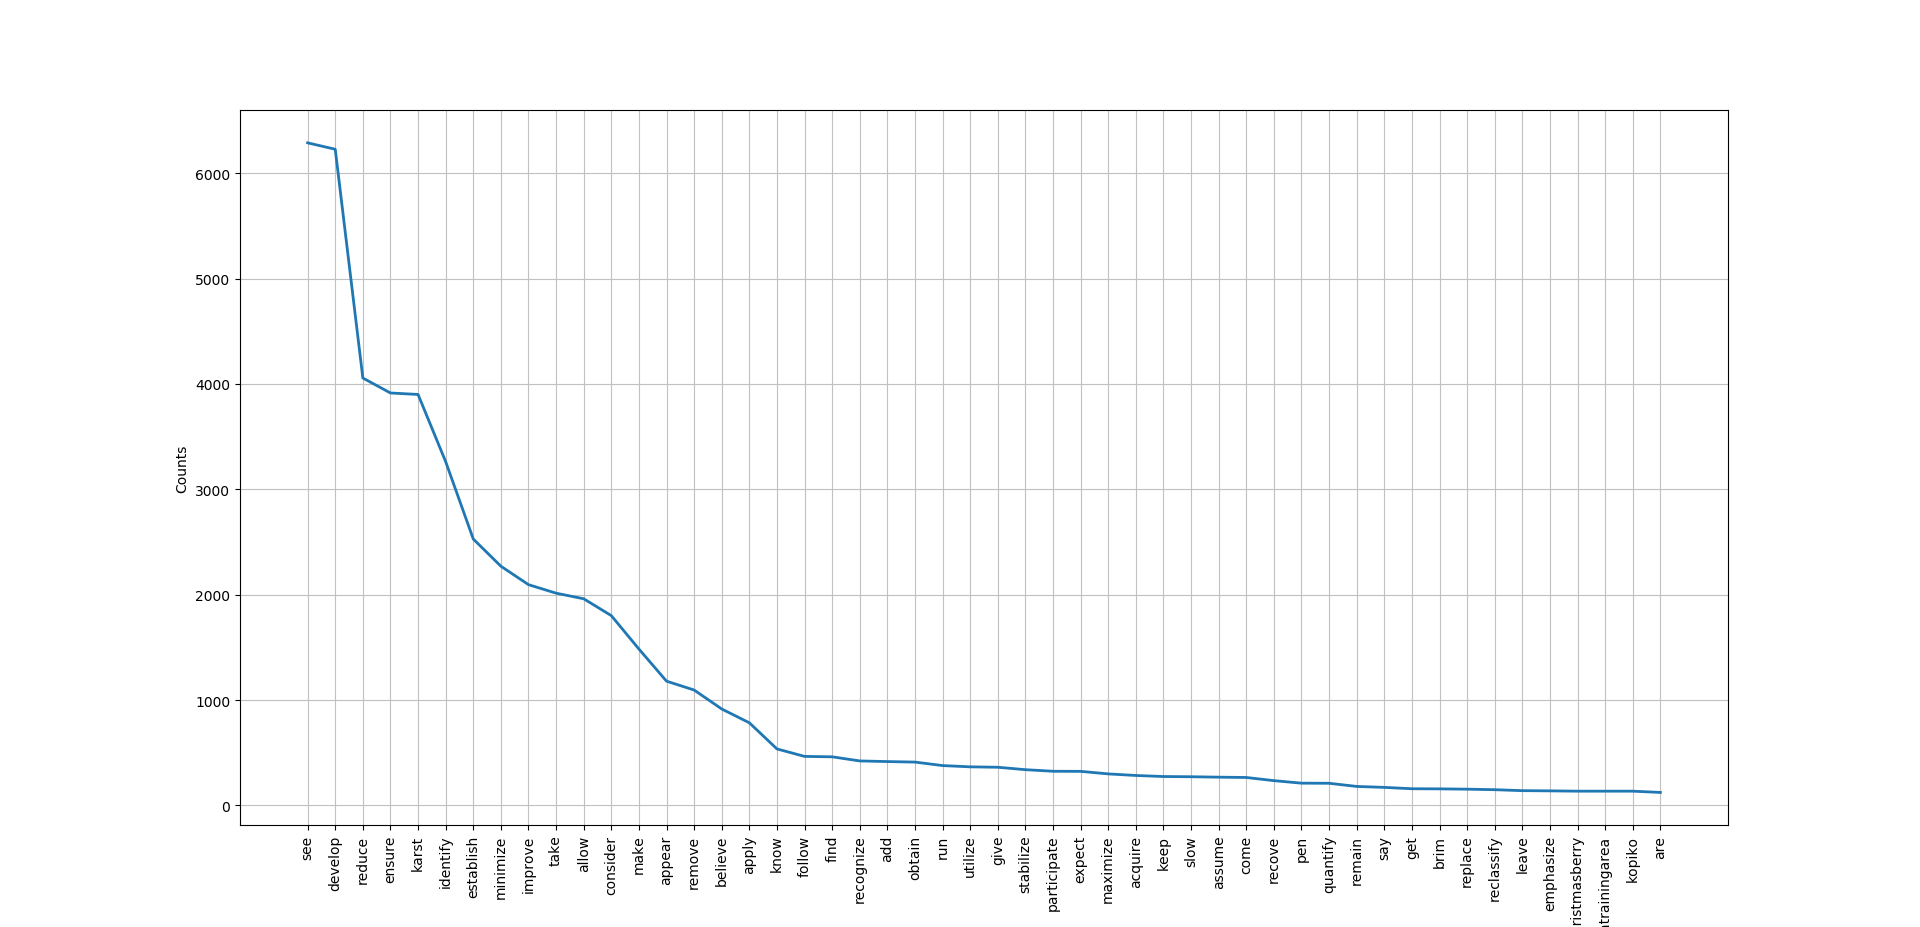 6000
5000
4000
3000
2000
1000
0
Counts
see
develop
reduce
ensure
karst
identify
establish
minimize
improve
take
allow
consider
make
appear
remove
believe
apply
know
follow
find
recognize
add
obtain
run
utilize
give
stabilize
participate
expect
maximize
acquire
keep
slow
assume
come
recove
pen
quantify
remain
say
get
brim
replace
reclassify
leave
emphasize
ristmasberry
trainingarea
kopiko
are